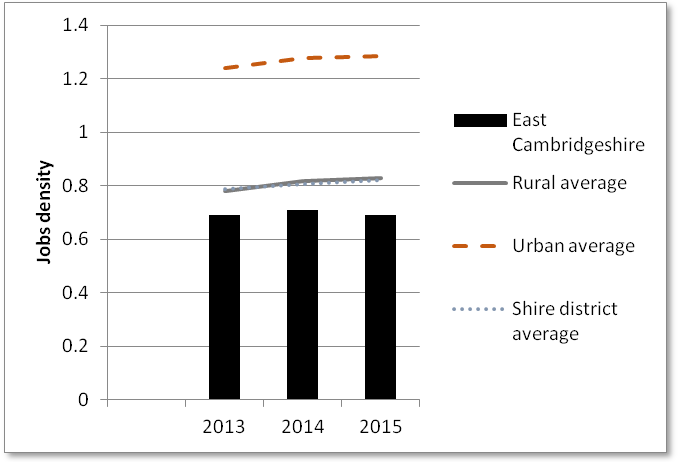 1.4
1.2
1
0.8
0.6
0.4
0.2
0
Jobs density
2013 2014 2015
East
Cambridgeshire
Rural average
Urban average
Shire district
average